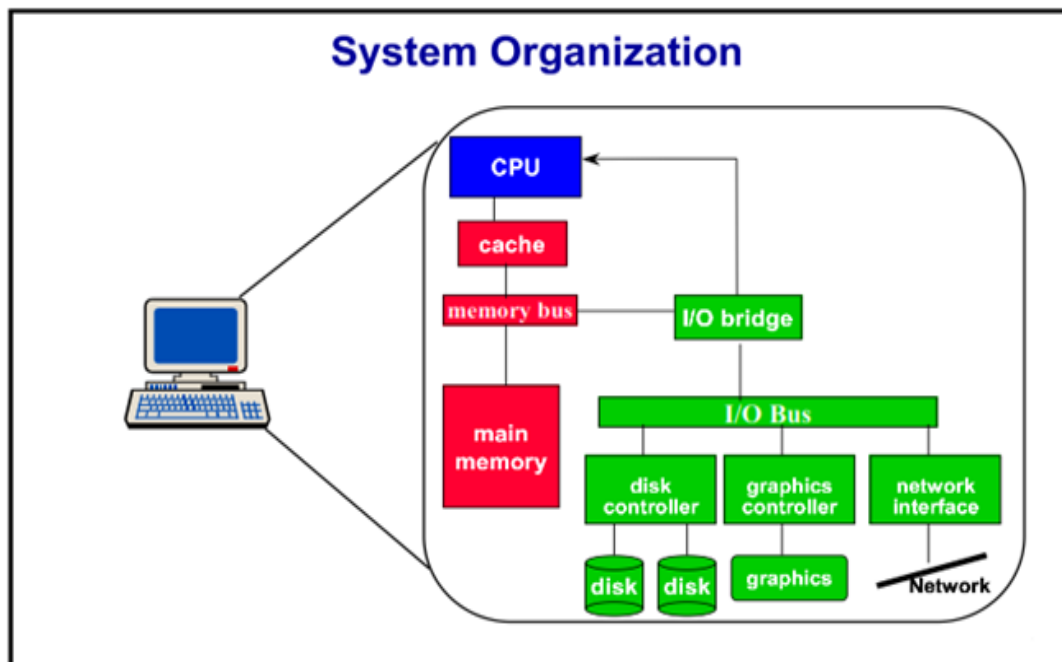 System Organization
CPU
cache
memory bus
I/O bridge
main
memory
I/O Bus
disk
controller
graphics
controller
network
interface
disk
disk
graphics
Network